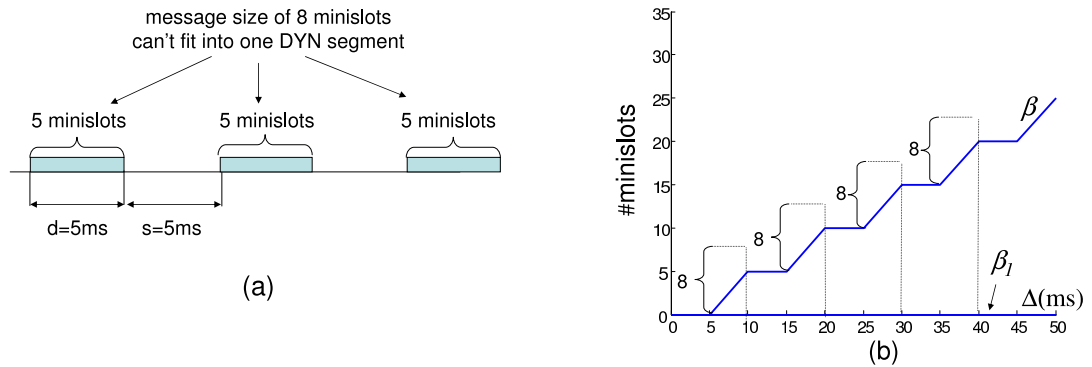 message size of 8 minislots
can't fit into one DYN segment
5 minislots
5 minislots
5 minislots
d=5ms
s=5ms
(a)
#minislots
35
30
25
20
15
10
5
0
8
8
8
8
β
β1
Δ(ms)
0
5
10
15
20
25
30
35
40
45
50
(b)